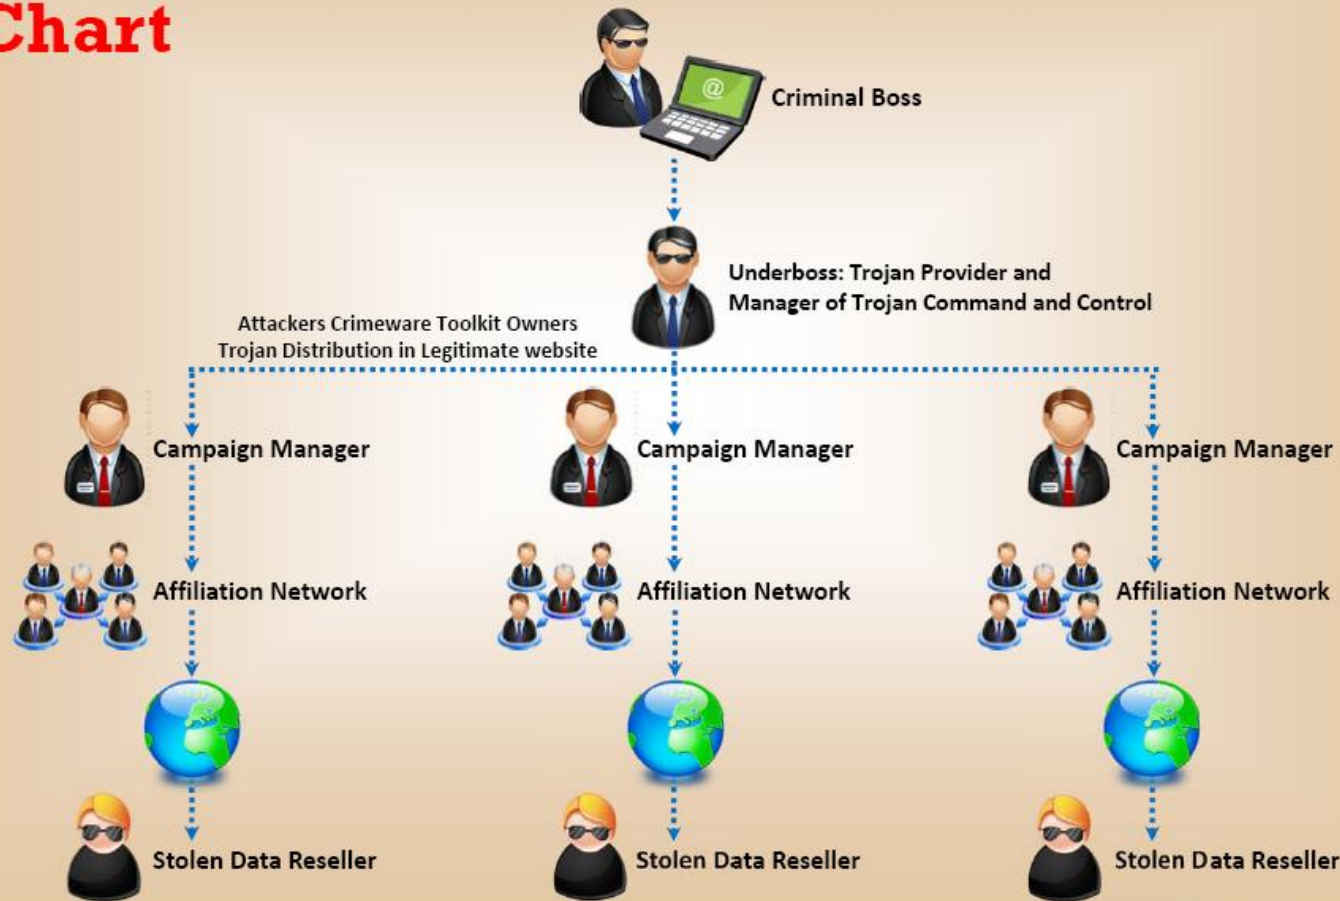 Chart
@
Criminal Boss
Underboss: Trojan Provider and
Manager of Trojan Command and Control
Attackers Crimeware Toolkit Owners
Trojan Distribution in Legitimate website
Campaign Manager
Campaign Manager
Campaign Manager
Affiliation Network
Affiliation Network
Affiliation Network
Stolen Data Reseller
Stolen Data Reseller
Stolen Data Reseller